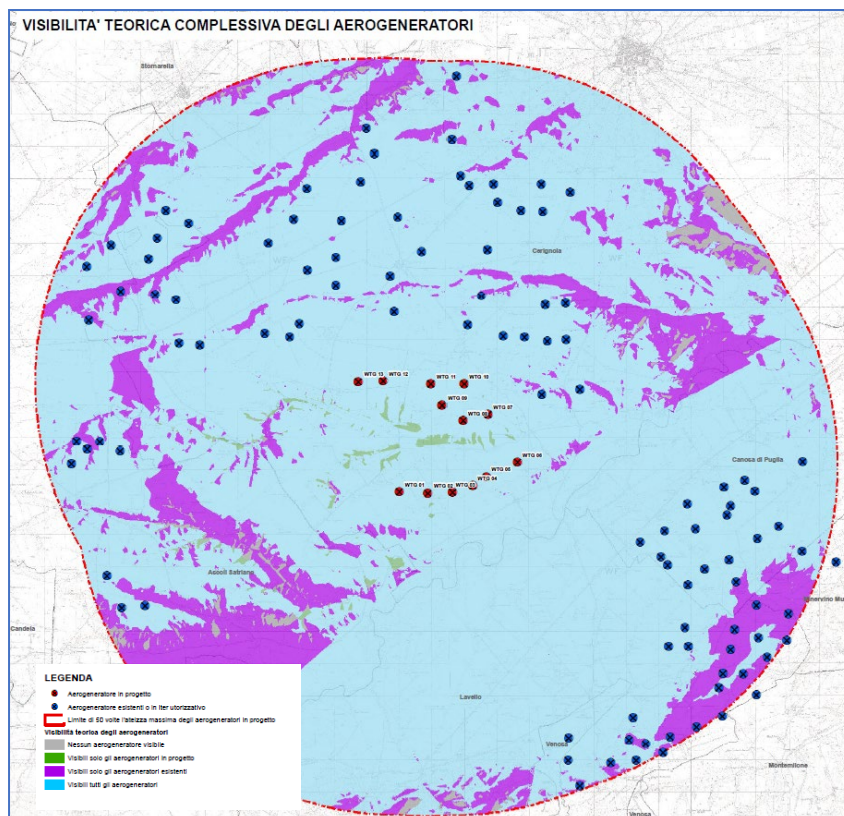 VISIBILITA' TEORICA COMPLESSIVA DEGLI AEROGENERATORI
Stornarella
Cerignola
WTG 13
WTG 12
WTG 11
WTG 10
WTG 09
WTG 08
WTG 07
WTG 06
WTG 05
WTG 04
WTG 01
WTG 02
WTG 03
Canosa di Puglia
Ascoli Satriano
Candela
Lavello
Venosa
Montemilone
Venosa
LEGENDA
Aerogeneratore in progetto
Aerogeneratore esistenti o in iter utorizzativo
Limite di 50 volte l'altezza massima degli aerogeneratori in progetto
Visibilità teorica degli aerogeneratori
Nessun aerogeneratore visibile
Visibili solo gli aerogeneratori in progetto
Visibili solo gli aerogeneratori esistenti
Visibili tutti gli aerogeneratori